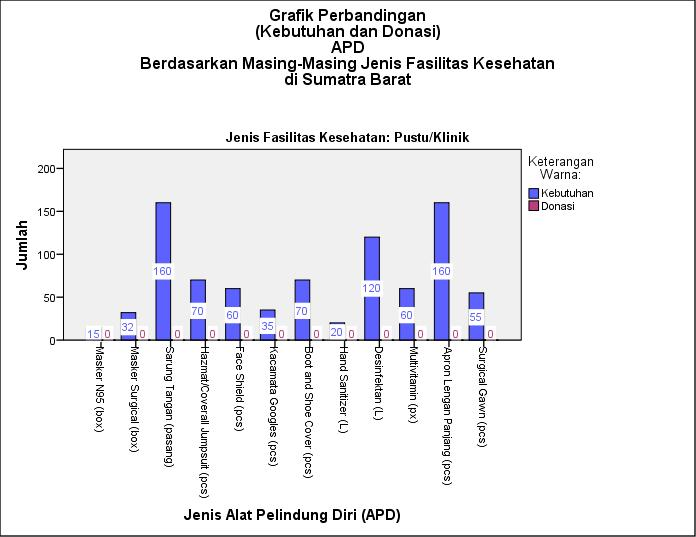 Grafik Perbandingan
(Kebutuhan dan Donasi)
APD
Berdasarkan Masing-Masing Jenis Fasilitas Kesehatan
di Sumatra Barat
Jenis Fasilitas Kesehatan: Pustu/Klinik
Keterangan
Warna:
Kebutuhan
Donasi
Jumlah
200
150
100
50
0
15 0 32 0 160 0 70 0 60 0 35 0 70 0 20 0 120 0 60 0 160 0 55 0
Masker N95 (box)
Masker Surgical (box)
Sarung Tangan (pasang)
Hazmat/Coverall Jumpsuit (pcs)
Face Shield (pcs)
Kacamata Googles (pcs)
Boot and Shoe Cover (pcs)
Hand Sanitizer (L)
Desinfektan (L)
Multivitamin (px)
Apron Lengan Panjang (pcs)
Surgical Gawn (pcs)
Jenis Alat Pelindung Diri (APD)